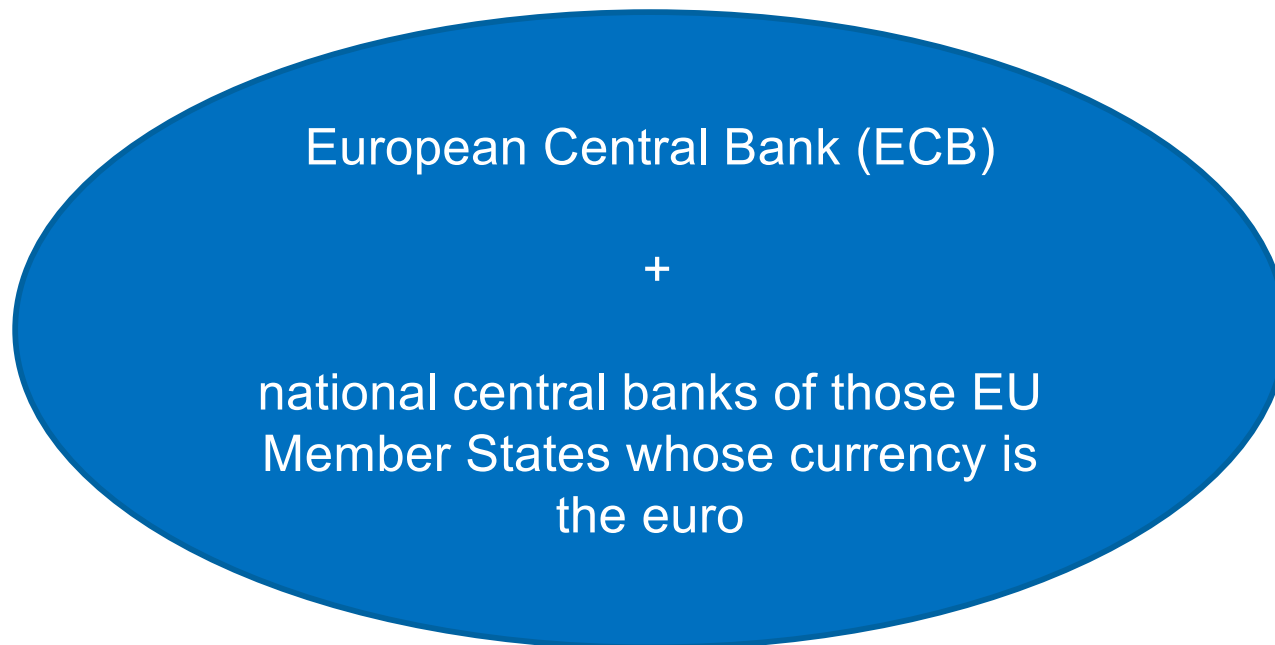 European Central Bank (ECB)
+
national central banks of those EU
Member States whose currency is
the euro